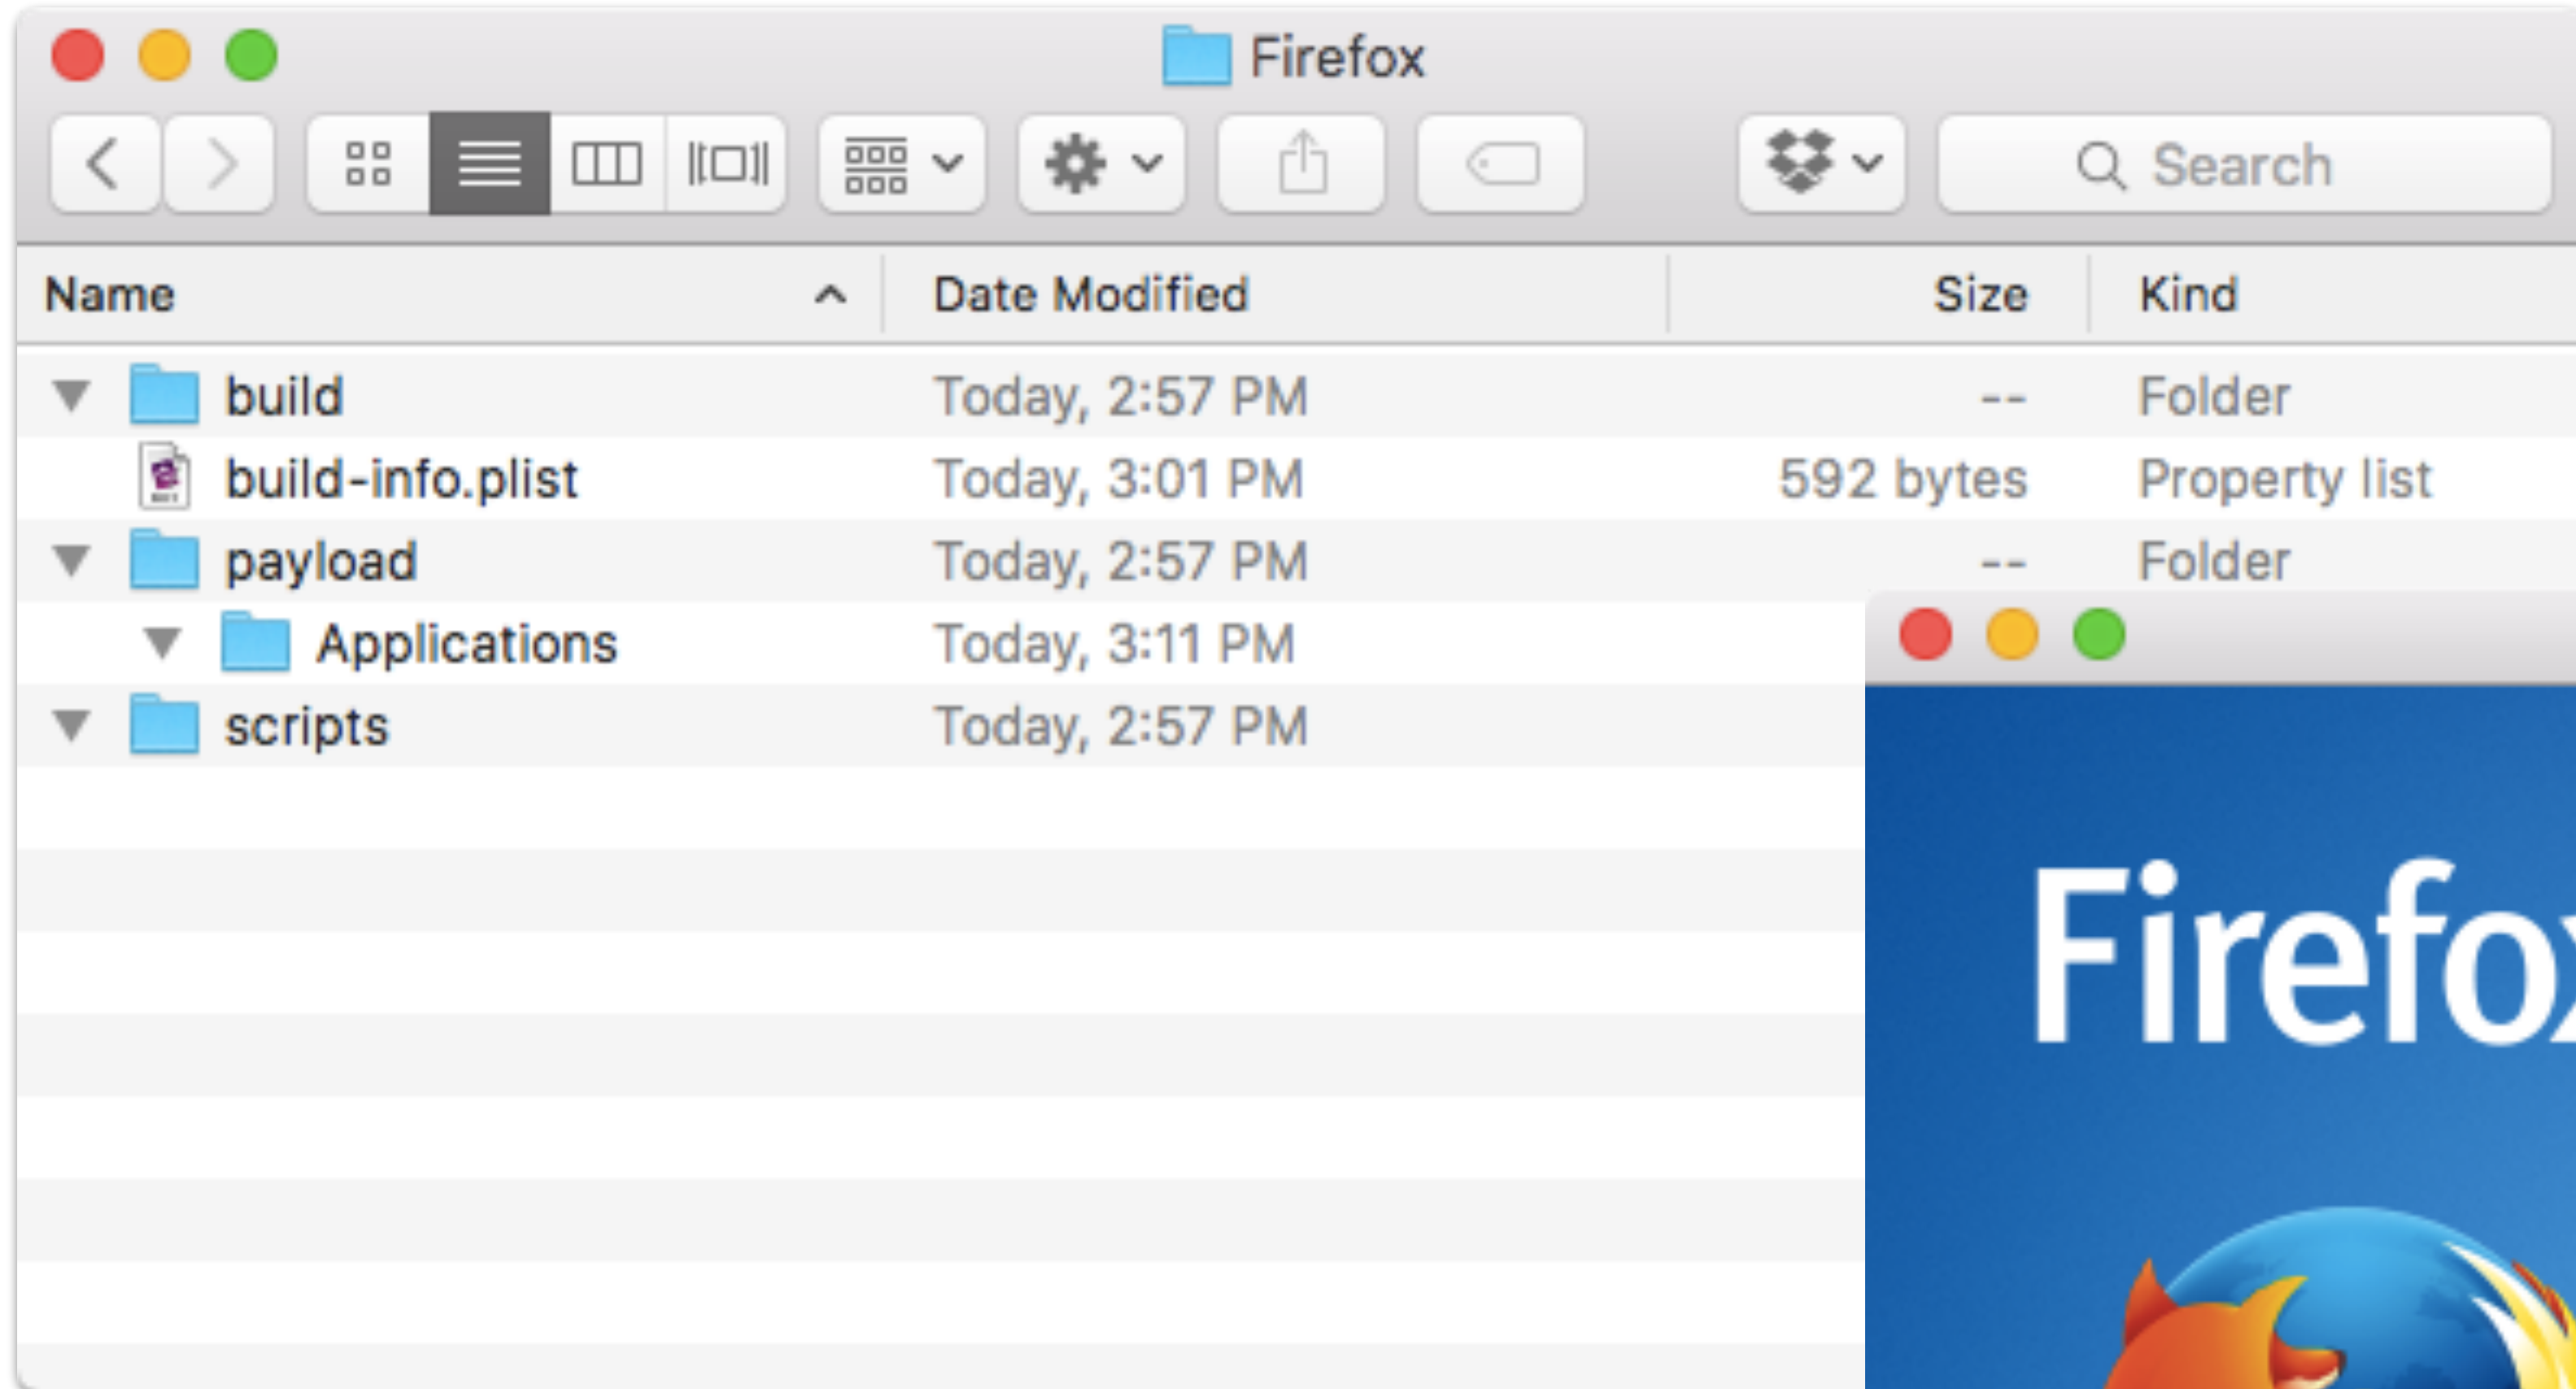 Firefox
Search
Name Date Modified Size Kind
build Today, 2:57 PM -- Folder
build-info.plist Today, 3:01 PM 592 bytes Property list
payload Today, 2:57 PM -- Folder
Applications Today, 3:11 PM
scripts Today, 2:57 PM
Firefox